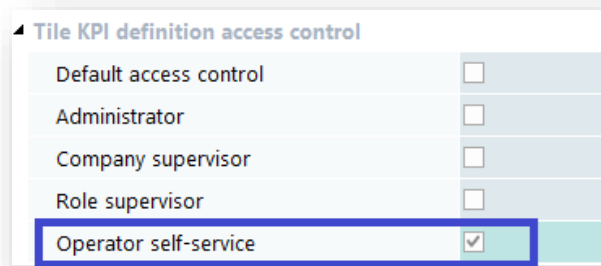 Tile KPI definition access control
Default access control
Administrator
Company supervisor
Role supervisor
Operator self-service